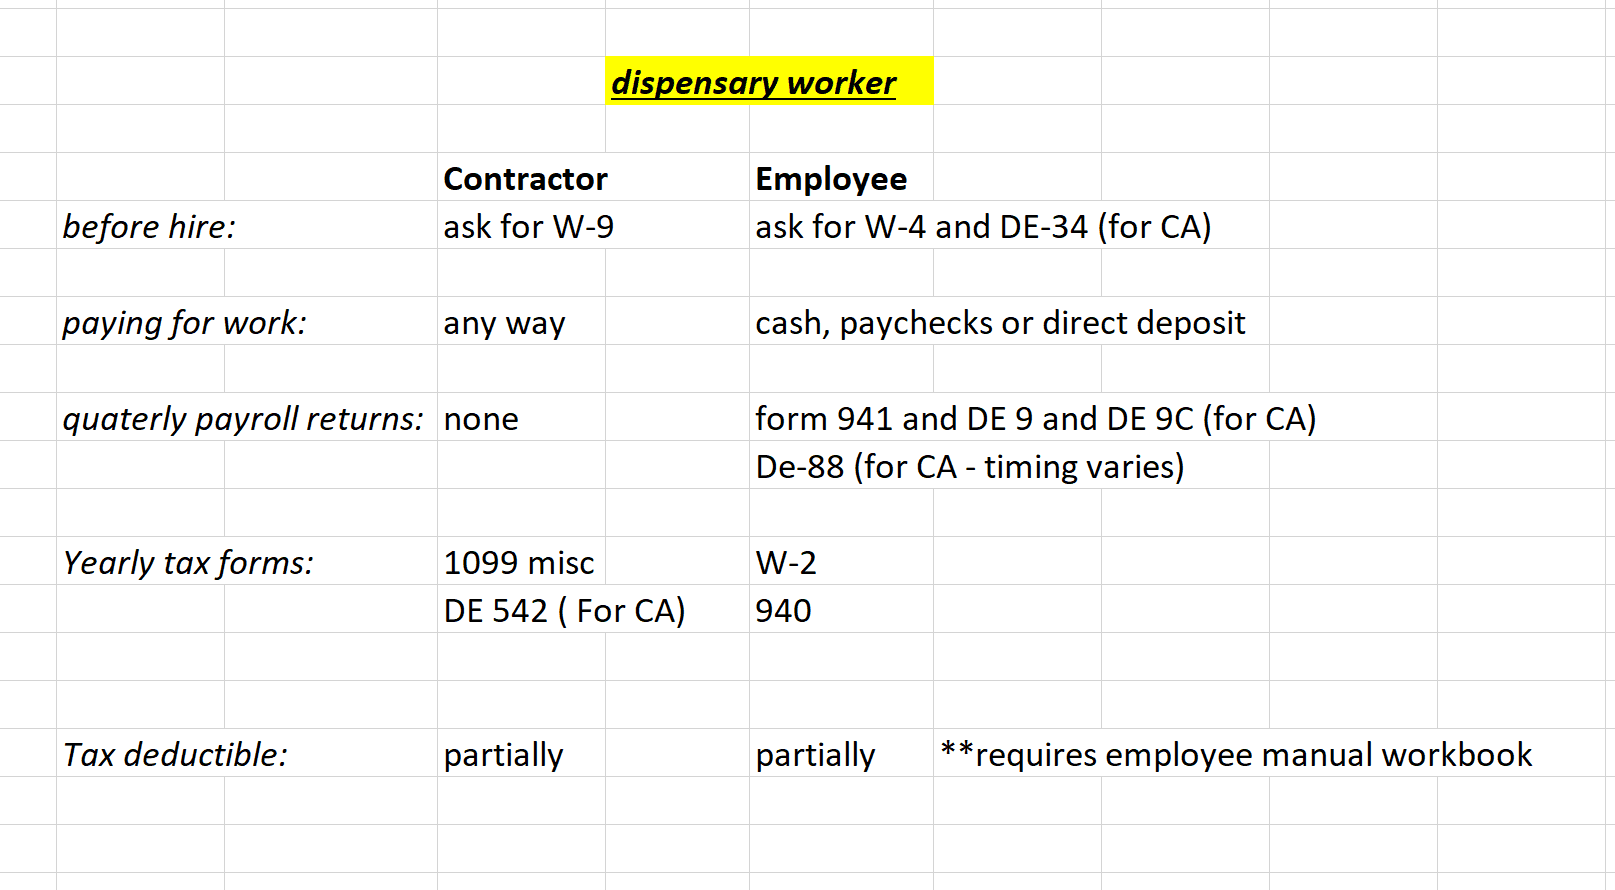 dispensary worker
Contractor Employee
before hire: ask for W-9 ask for W-4 and DE-34 (for CA)
paying for work: any way cash, paychecks or direct deposit
quaterly payroll returns: none form 941 and DE 9 and DE 9C (for CA)
De-88 (for CA - timing varies)
Yearly tax forms: 1099 misc W-2
DE 542 ( For CA) 940
Tax deductible: partially partially **requires employee manual workbook